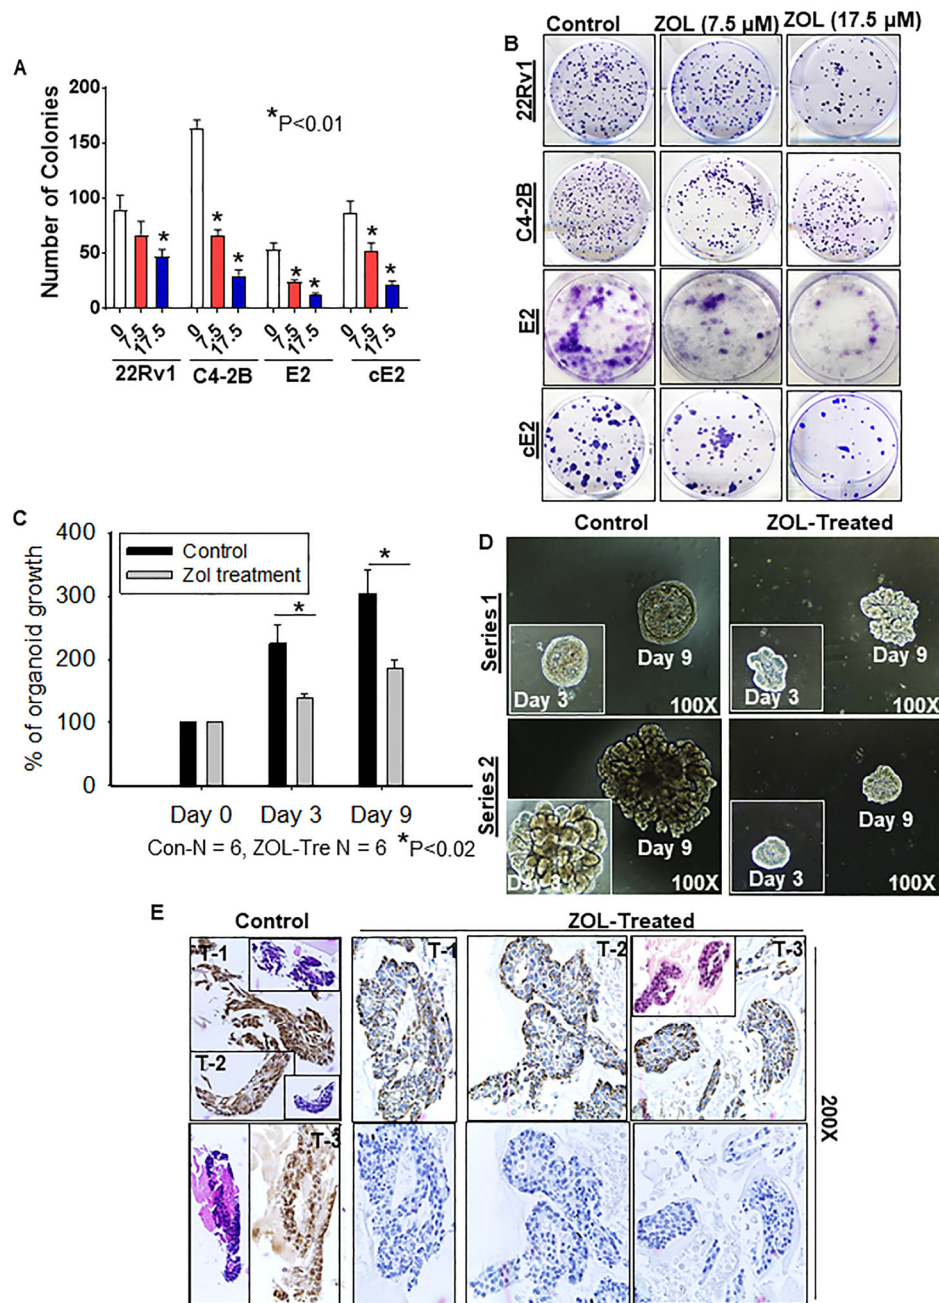 A
Number of Colonies
200
150
100
50
0
*P<0.01
* * * * * * *
0 7.5 17.5 0 7.5 17.5 0 7.5 17.5 0 7.5 17.5
22Rv1 C4-2B E2 cE2
B
Control ZOL (7.5 µM) ZOL (17.5 µM)
22Rv1
C4-2B
E2
cE2
C
% of organoid growth
400
300
200
100
0
Control
Zol treatment
* *
Day 0 Day 3 Day 9
Con-N = 6, ZOL-Tre N = 6 *P<0.02
D
Control ZOL-Treated
Series 1
Day 9 Day 9
Day 3 Day 3
100X 100X
Series 2
Day 9 Day 9
Day 3 Day 3
100X 100X
E
Control ZOL-Treated
T-1 T-1 T-2 T-3
T-2
T-3
200X